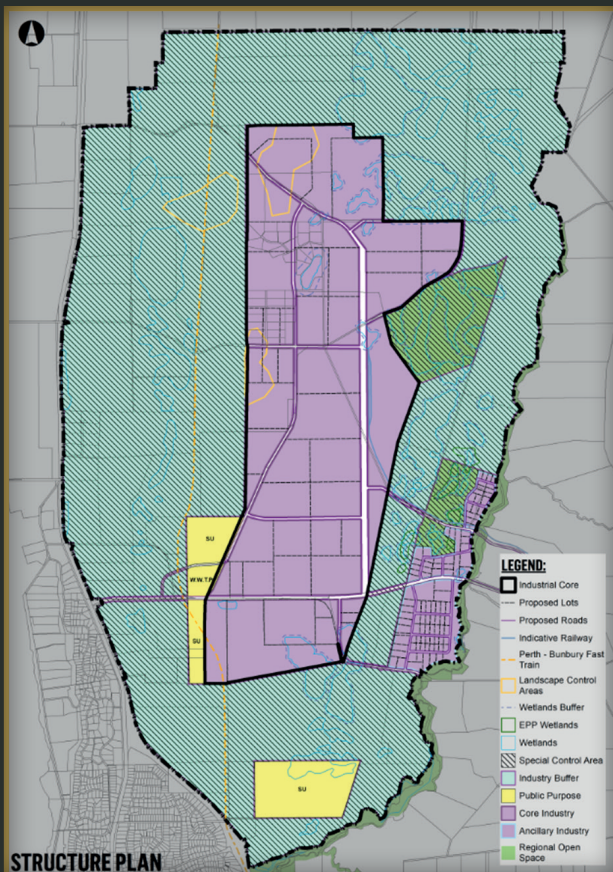 SU
W.W.T.P
SU
SU
LEGEND:
Industrial Core
Proposed Lots
Proposed Roads
Indicative Railway
Perth - Bunbury Fast
Train
Landscape Control
Areas
Wetlands Buffer
EPP Wetlands
Wetlands
Special Control Area
Industry Buffer
Public Purpose
Core Industry
Ancillary Industry
Regional Open
Space
STRUCTURE PLAN